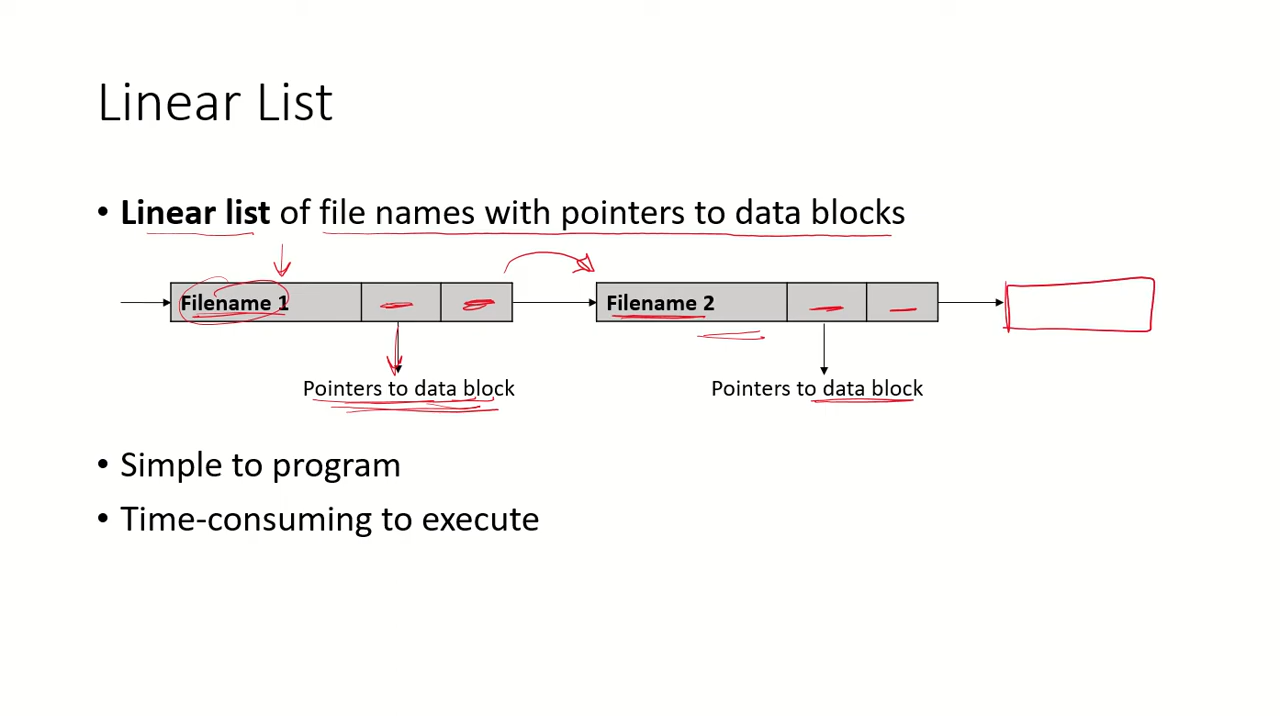 Linear List
• Linear list of file names with pointers to data blocks
Filename 1 Filename 2
Pointers to data block Pointers to data block
• Simple to program
• Time-consuming to execute